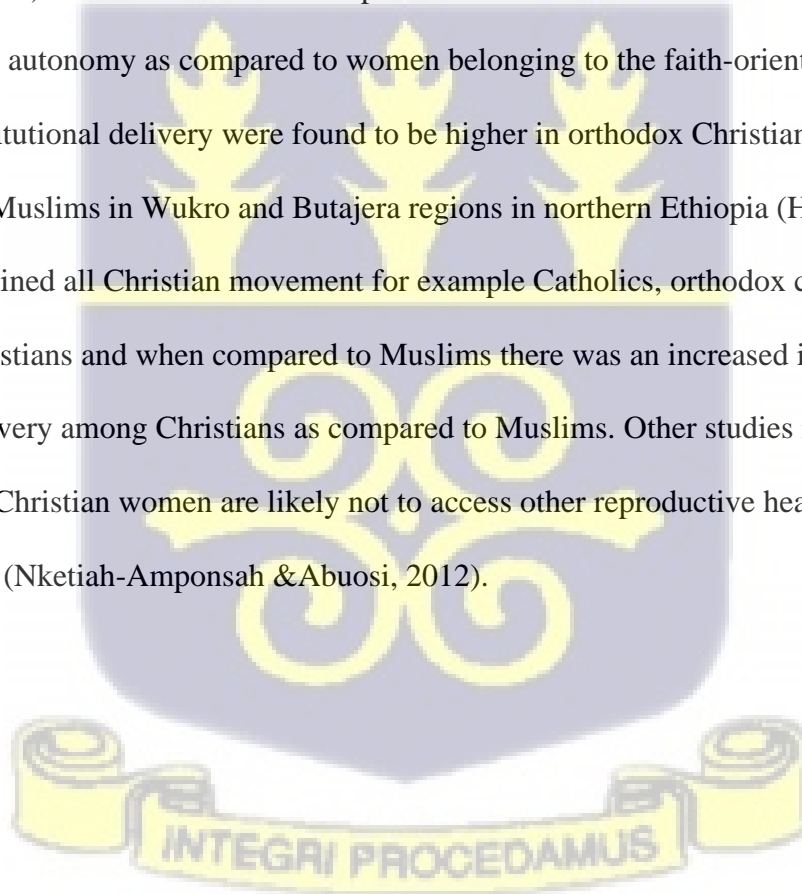 autonomy as compared to women belonging to the faith-orient
tutional delivery were found to be higher in orthodox Christian
Muslims in Wukro and Butajera regions in northern Ethiopia (H
ined all Christian movement for example Catholics, orthodox
stians and when compared to Muslims there was an increased i
very among Christians as compared to Muslims. Other studies
Christian women are likely not to access other reproductive hea
(Nketiah-Amponsah &Abuosi, 2012).
INTEGRI PROCEDAMUS